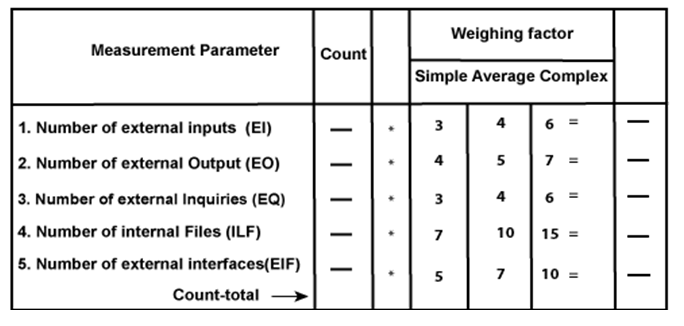 Measurement Parameter Count Weighing factor
Simple Average Complex
1. Number of external inputs (EI) — * 3 4 6 = —
2. Number of external Output (EO) — * 4 5 7 = —
3. Number of external Inquiries (EQ) — * 3 4 6 = —
4. Number of internal Files (ILF) — * 7 10 15 = —
5. Number of external interfaces(EIF) — * 5 7 10 = —
Count-total →